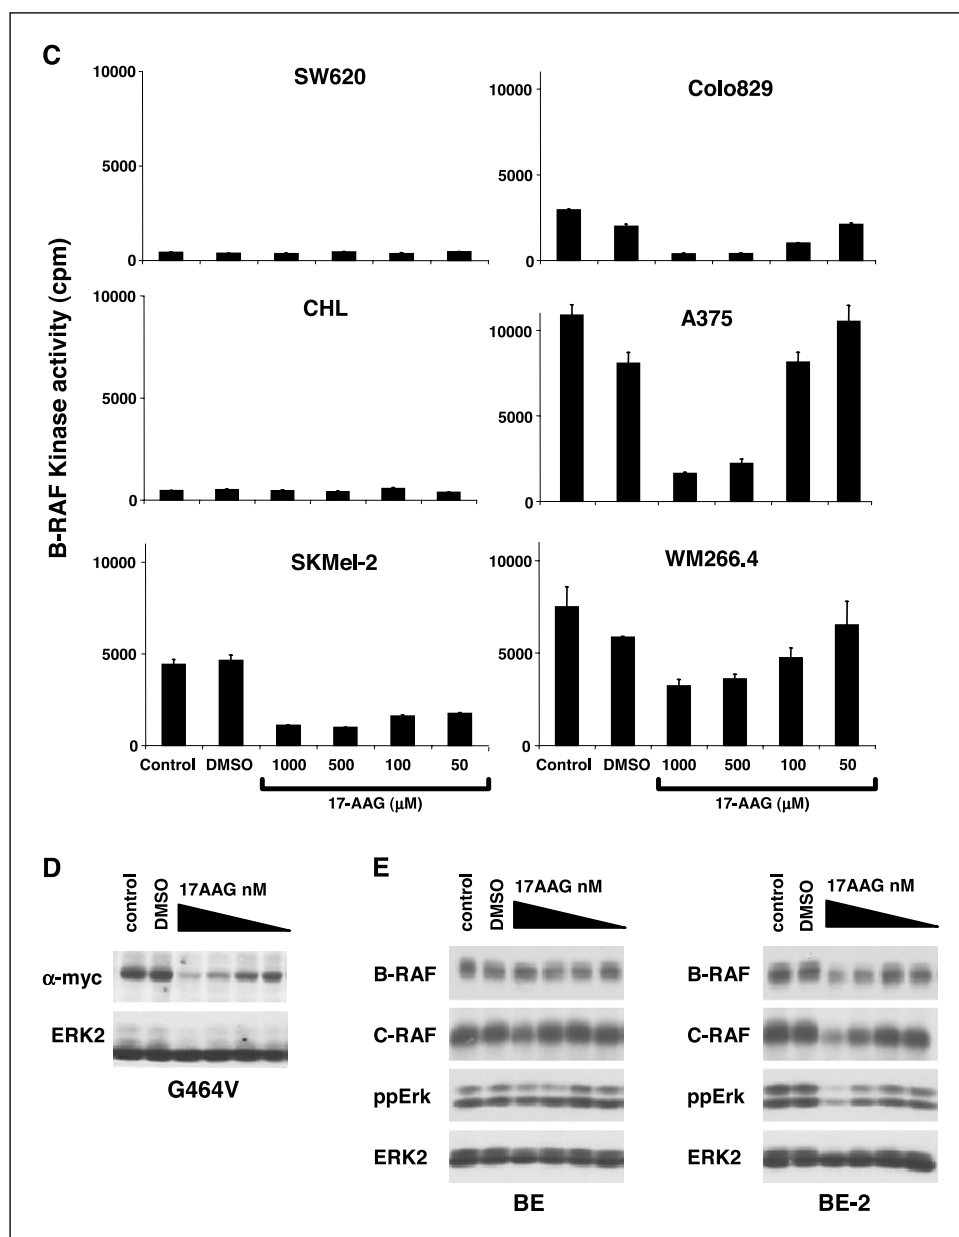 C
B-RAF Kinase activity (cpm)
SW620
10000
5000
0
Colo829
10000
5000
0
CHL
10000
5000
0
A375
10000
5000
0
SKMel-2
10000
5000
0
Control DMSO 1000 500 100 50
17-AAG (μM)
WM266.4
10000
5000
0
Control DMSO 1000 500 100 50
17-AAG (μM)
D
control DMSO 17AAG nM
α-myc
ERK2
G464V
E
control DMSO 17AAG nM
B-RAF
C-RAF
ppErk
ERK2
BE
control DMSO 17AAG nM
B-RAF
C-RAF
ppErk
ERK2
BE-2